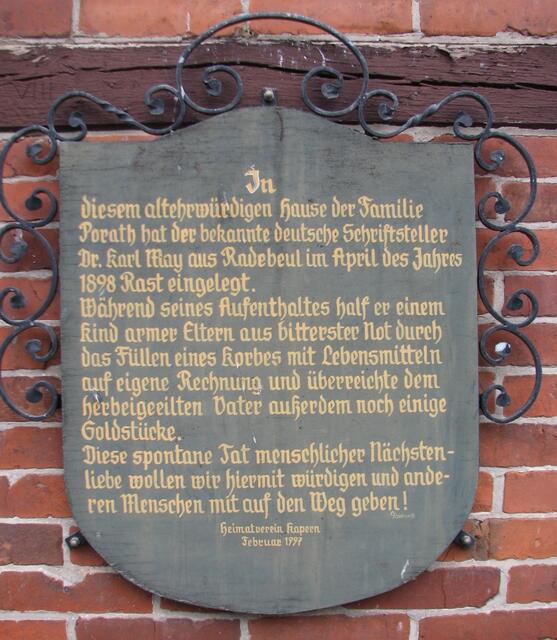 In
diesem altehrwürdigen Hause der Familie
Porath hat der bekannte deutsche Schriftsteller
Dr. Karl May aus Radebeul im April des Jahres
1898 Rast eingelegt.
Während seines Aufenthaltes half er einem
Kind armer Eltern aus bitterster Not durch
das Füllen eines Korbes mit Lebensmitteln
auf eigene Rechnung und überreichte dem
herbeigeeilten Vater außerdem noch einige
Goldstücke.
Diese spontane Tat menschlicher Nächsten-
liebe wollen wir hiermit würdigen und ande-
ren Menschen mit auf den Weg geben!
Heimatverein Kapern
Februar 1997